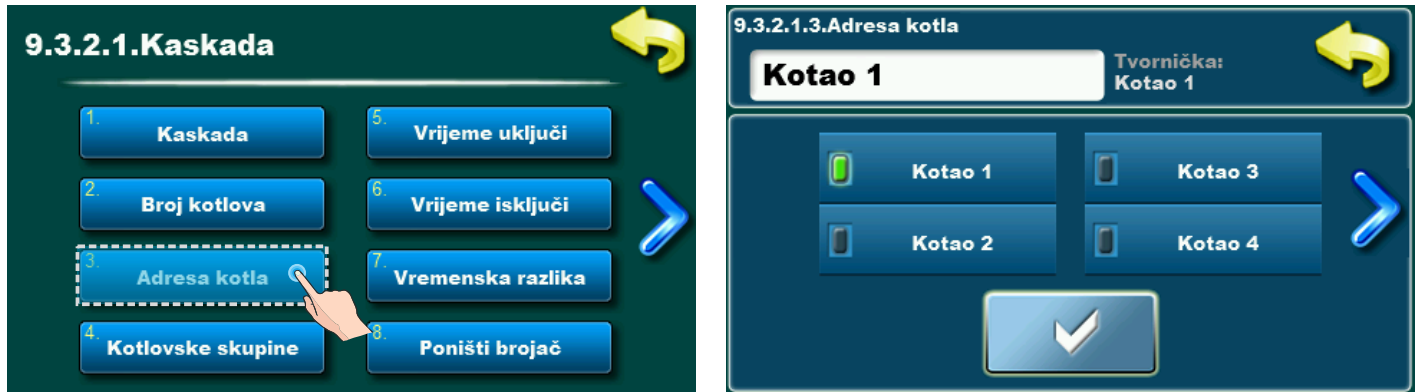 9.3.2.1.Kaskada
1. Kaskada
2. Broj kotlova
3. Adresa kotla
4. Kotlovske skupine
5. Vrijeme uključi
6. Vrijeme isključi
7. Vremenska razlika
8. Poništi brojač
9.3.2.1.3.Adresa kotla
Kotao 1
Tvornička:
Kotao 1
Kotao 1
Kotao 2
Kotao 3
Kotao 4